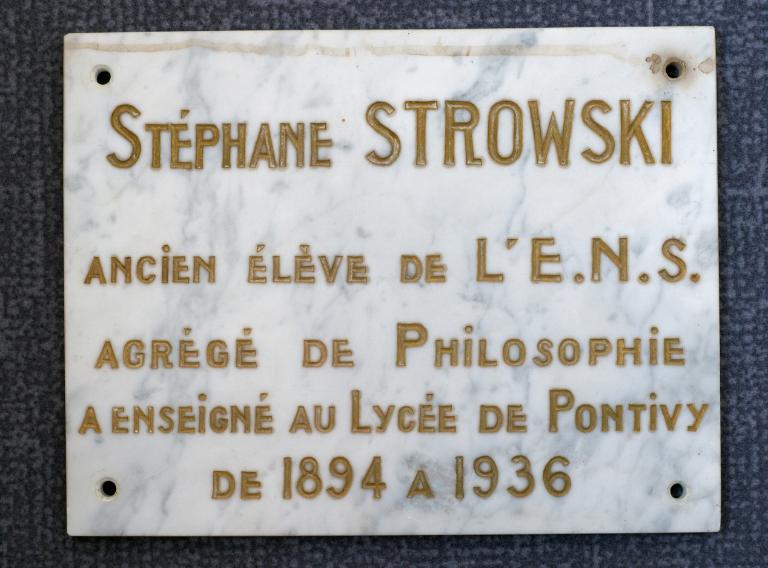 STÉPHANE STROWSKI
ANCIEN ÉLÈVE DE L'E.N.S.
AGRÉGÉ DE PHILOSOPHIE
A ENSEIGNÉ AU LYCÉE DE PONTIVY
DE 1894 A 1936